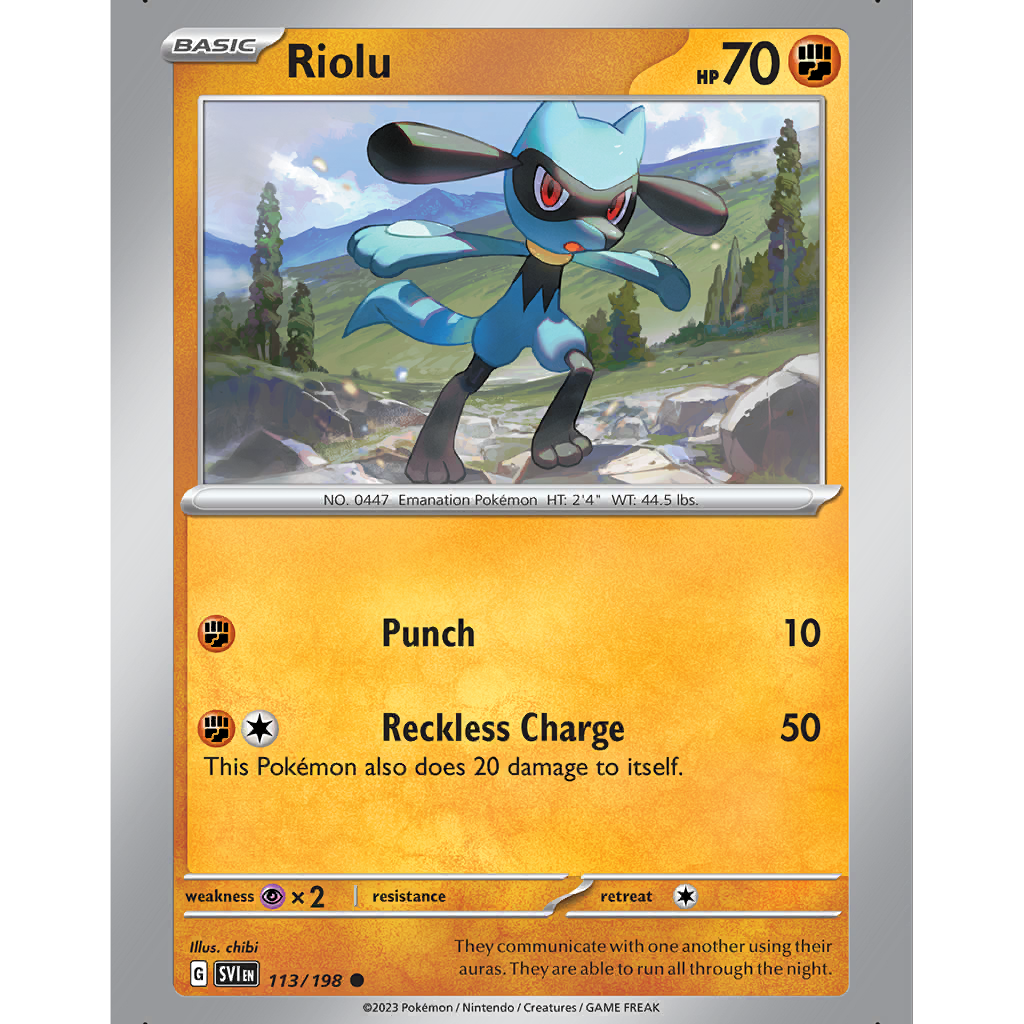 BASIC Riolu HP 70
NO. 0447 Emanation Pokémon HT: 2'4" WT: 44.5 lbs.
Punch 10
Reckless Charge 50
This Pokémon also does 20 damage to itself.
weakness × 2 resistance retreat
Illus. chibi
They communicate with one another using their
auras. They are able to run all through the night.
G SVI EN 113/198
©2023 Pokémon / Nintendo / Creatures / GAME FREAK